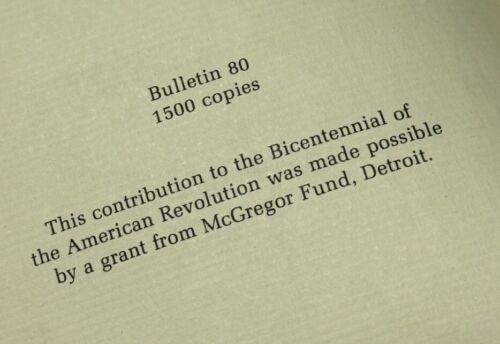 Bulletin 80
1500 copies
This contribution to the Bicentennial of
the American Revolution was made possible
by a grant from McGregor Fund, Detroit.